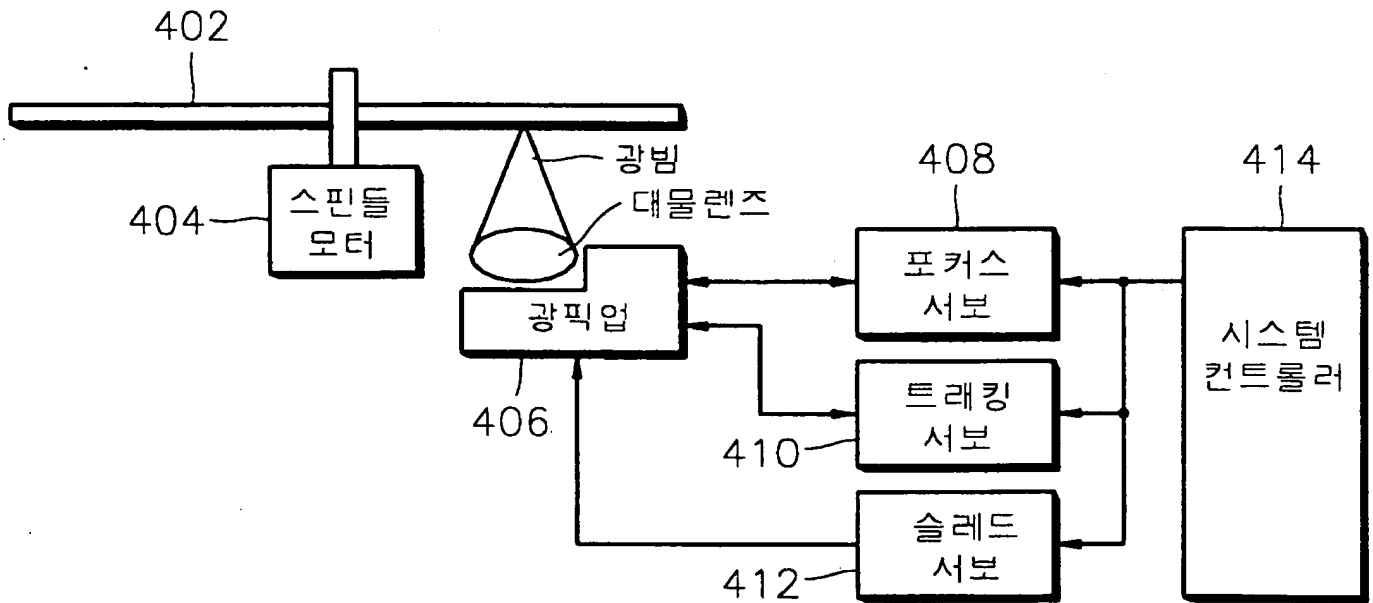 402
광빔
408
414
404
스핀들
모터
대물렌즈
포커스
서보
광픽업
시스템
컨트롤러
406
트래킹
서보
410
슬레드
서보
412